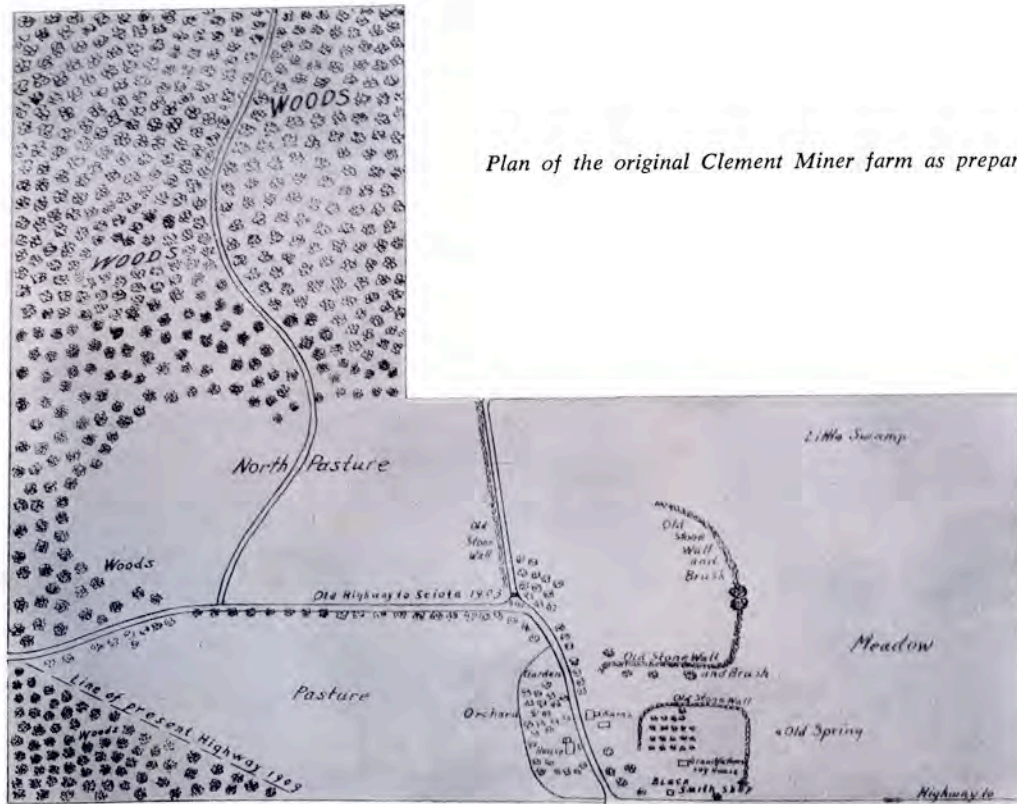 WOODS
Plan of the original Clement Miner farm as prepar
WOODS
Little Swamp
North Pasture
Old
Stone
Wall
Old
Stone
Wall
and
Brush
Woods
Old Highway to Sciota 1903
Meadow
Old Stone Wall
and Brush
Garden
Line of present Highway 1909
Pasture
Orchard
Old Stone Wall
Barns
Old Spring
Woods
House
Black
Smith Shop
Highway to